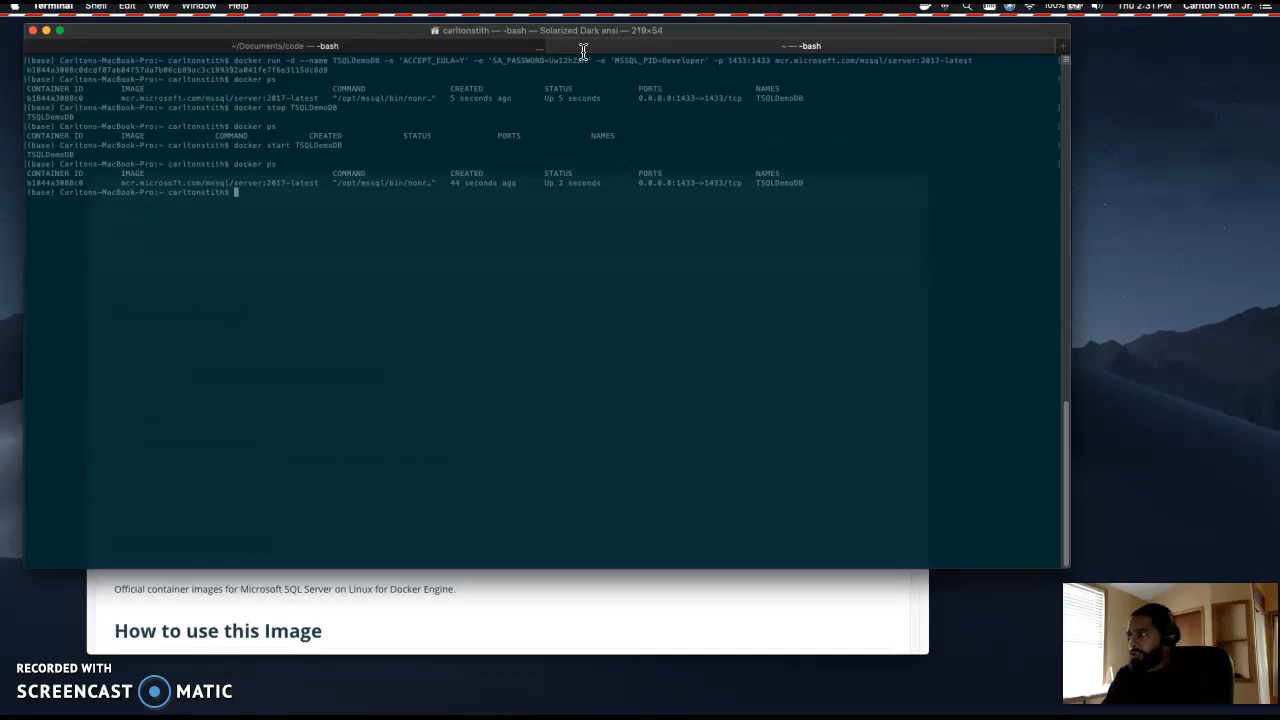 Terminal Shell Edit View Window Help 100% Thu 2:31 PM Carlton Stith Jr.
carltonstith — -bash — Solarized Dark ansi — 219×54
~/Documents/code — -bash ... ~ — -bash +
(base) Carltons-MacBook-Pro:~ carltonstith$ docker run -d --name TSQLDemoDB -e 'ACCEPT_EULA=Y' -e -e 'MSSQL_PID=Developer' -p 1433:1433 mcr.microsoft.com/mssql/server:2017-latest
(base) Carltons-MacBook-Pro:~ carltonstith$ docker ps
CONTAINER ID IMAGE COMMAND CREATED STATUS PORTS NAMES
b1844a3088c0 mcr.microsoft.com/mssql/server:2017-latest "/opt/mssql/bin/nonr…" 5 seconds ago Up 5 seconds 0.0.0.0:1433->1433/tcp TSQLDemoDB
(base) Carltons-MacBook-Pro:~ carltonstith$ docker stop TSQLDemoDB
TSQLDemoDB
(base) Carltons-MacBook-Pro:~ carltonstith$ docker ps
CONTAINER ID IMAGE COMMAND CREATED STATUS PORTS NAMES
(base) Carltons-MacBook-Pro:~ carltonstith$ docker start TSQLDemoDB
TSQLDemoDB
(base) Carltons-MacBook-Pro:~ carltonstith$ docker ps
CONTAINER ID IMAGE COMMAND CREATED STATUS PORTS NAMES
b1844a3088c0 mcr.microsoft.com/mssql/server:2017-latest "/opt/mssql/bin/nonr…" 44 seconds ago Up 2 seconds 0.0.0.0:1433->1433/tcp TSQLDemoDB
(base) Carltons-MacBook-Pro:~ carltonstith$
Official container images for Microsoft SQL Server on Linux for Docker Engine.
How to use this Image
RECORDED WITH
SCREENCAST MATIC